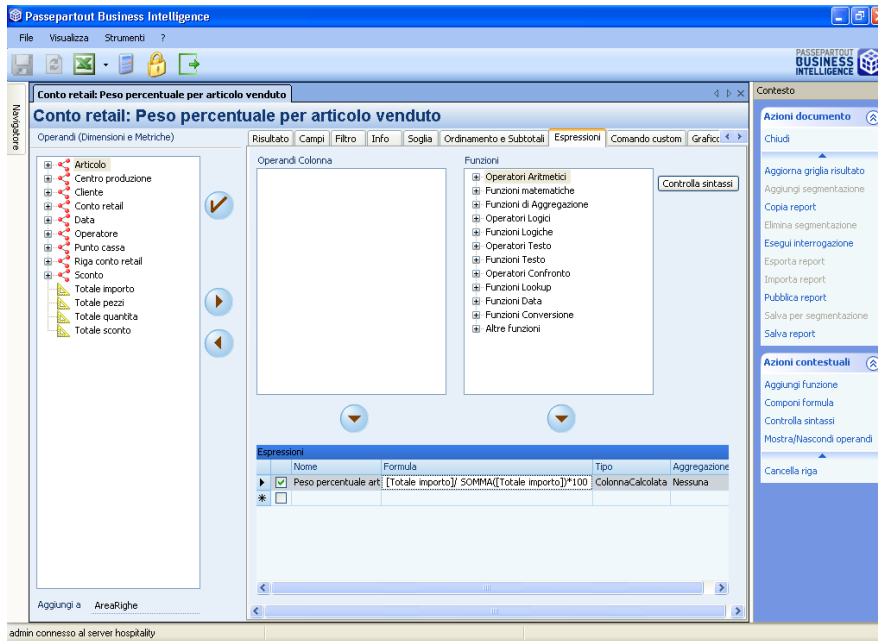 Passepartout Business Intelligence
File Visualizza Strumenti ?
PASSEPARTOUT
BUSINESS
INTELLIGENCE
Navigatore
Conto retail: Peso percentuale per articolo venduto
Conto retail: Peso percentuale per articolo venduto
Operandi (Dimensioni e Metriche)
Articolo
Centro produzione
Cliente
Conto retail
Data
Operatore
Punto cassa
Riga conto retail
Sconto
Totale importo
Totale pezzi
Totale quantita
Totale sconto
Aggiungi a AreaRighe
Risultato Campi Filtro Info Soglia Ordinamento e Subtotali Espressioni Comando custom
Operandi Colonna
Funzioni
Operatori Aritmetici
Funzioni matematiche
Funzioni di Aggregazione
Operatori Logici
Funzioni Logiche
Operatori Testo
Funzioni Testo
Operatori Confronto
Funzioni Lookup
Funzioni Data
Funzioni Conversione
Altre funzioni
Controlla sintassi
Espressioni
Nome Formula Tipo Aggregazione
Peso percentuale art [Totale importo]/ SOMMA([Totale importo])*100 ColonnaCalcolata Nessuna
Contesto
Azioni documento
Chiudi
Aggiorna griglia risultato
Aggiungi segmentazione
Copia report
Elimina segmentazione
Esegui interrogazione
Esporta report
Importa report
Pubblica report
Salva per segmentazione
Salva report
Azioni contestuali
Aggiungi funzione
Componi formula
Controlla sintassi
Mostra/Nascondi operandi
Cancella riga
admin connesso al server hospitality